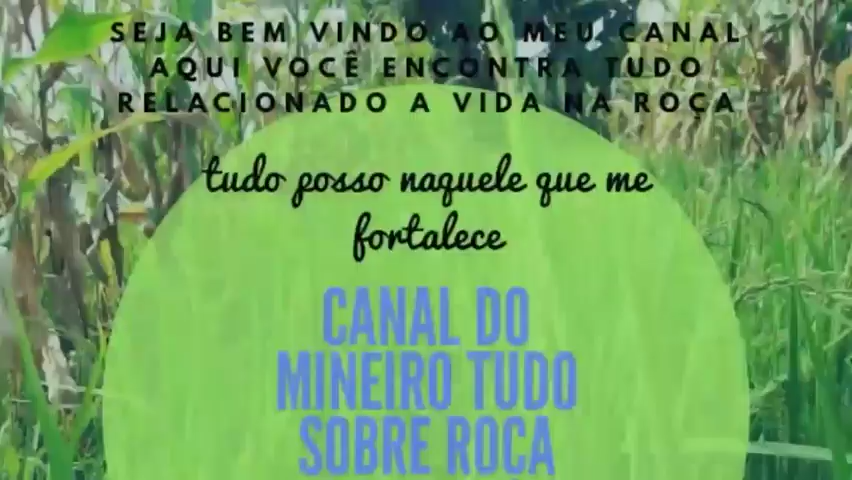 SEJA BEM VINDO AO MEU CANAL
AQUI VOCÊ ENCONTRA TUDO
RELACIONADO A VIDA NA ROÇA
tudo posso naquele que me
fortalece
CANAL DO
MINEIRO TUDO
SOBRE ROÇA